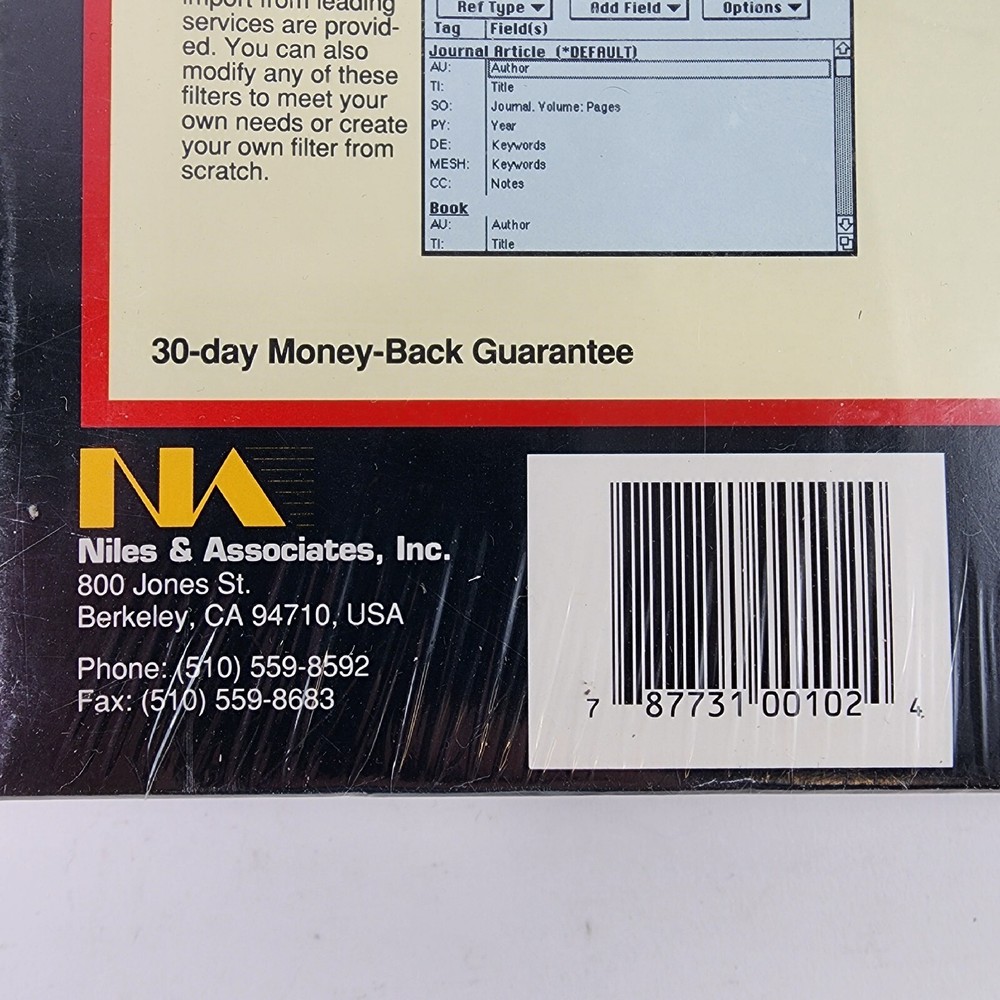 import from leading
services are provid-
ed. You can also
modify any of these
filters to meet your
own needs or create
your own filter from
scratch.
Ref Type Add Field Options
Tag Field(s)
Journal Article (*DEFAULT)
AU: Author
TI: Title
SO: Journal. Volume: Pages
PY: Year
DE: Keywords
MESH: Keywords
CC: Notes
Book
AU: Author
TI: Title
30-day Money-Back Guarantee
NA
Niles & Associates, Inc.
800 Jones St.
Berkeley, CA 94710, USA
Phone: (510) 559-8592
Fax: (510) 559-8683
7 87731 00102 4